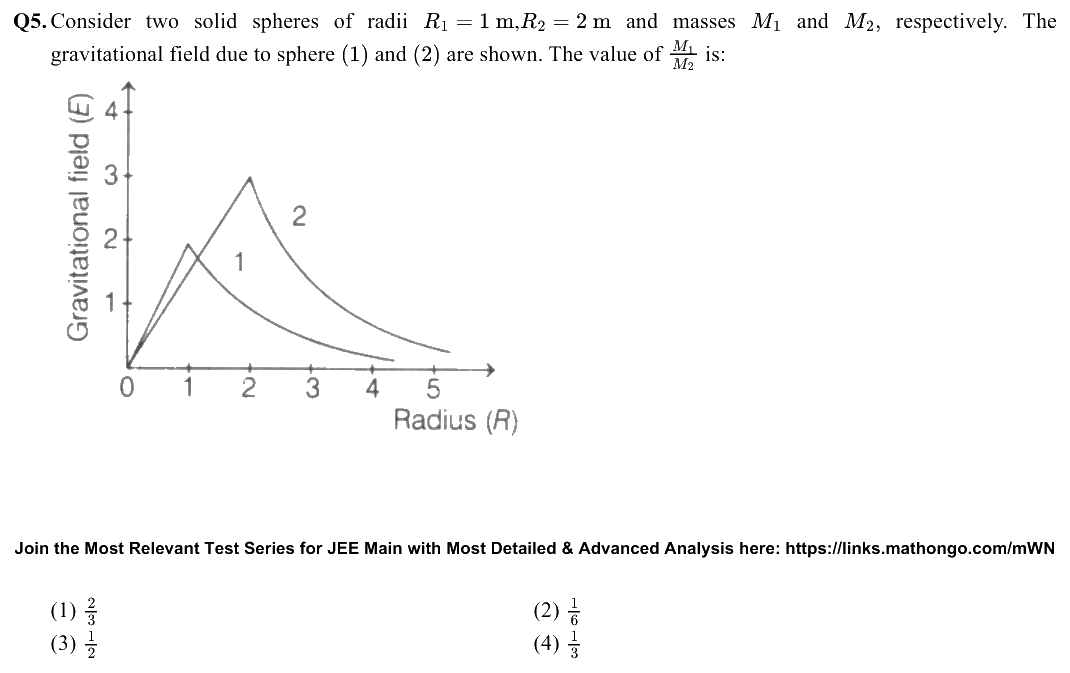 Q5. Consider two solid spheres of radii R₁ = 1 m,R₂ = 2 m and masses M₁ and M₂, respectively. The
gravitational field due to sphere (1) and (2) are shown. The value of M₁/M₂ is:
Gravitational field (E)
4
3
2
1
2
1
0 1 2 3 4 5
Radius (R)
Join the Most Relevant Test Series for JEE Main with Most Detailed & Advanced Analysis here: https://links.mathongo.com/mWN
(1) 2/3 (2) 1/6
(3) 1/2 (4) 1/3